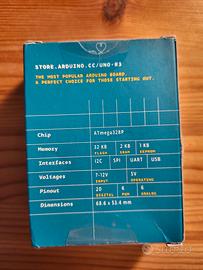 STORE.ARDUINO.CC/UNO-R3
THE MOST POPULAR ARDUINO BOARD.
A PERFECT CHOICE FOR THOSE STARTING OUT.
Chip ATmega328P
Memory 32 KB 2 KB 1 KB
FLASH SRAM EEPROM
Interfaces I2C SPI UART USB
Voltages 7-12V 5V
INPUT OPERATING
Pinout 20 6 6
DIGITAL PWM ANALOG
Dimensions 68.6 x 53.4 mm
subito